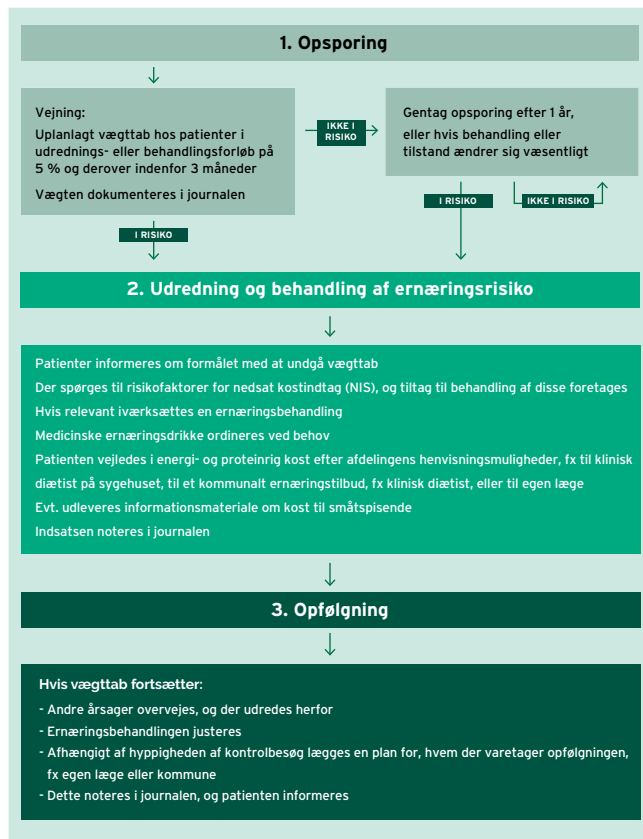 1. Opsporing
Vejning:
Uplanlagt vægttab hos patienter i
udrednings- eller behandlingsforløb på
5 % og derover indenfor 3 måneder
Vægten dokumenteres i journalen
IKKE I
RISIKO
Gentag opsporing efter 1 år,
eller hvis behandling eller
tilstand ændrer sig væsentligt
I RISIKO
IKKE I RISIKO
I RISIKO
2. Udredning og behandling af ernæringsrisiko
Patienter informeres om formålet med at undgå vægttab
Der spørges til risikofaktorer for nedsat kostindtag (NIS), og tiltag til behandling af disse foretages
Hvis relevant iværksættes en ernæringsbehandling
Medicinske ernæringsdrikke ordineres ved behov
Patienten vejledes i energi- og proteinrig kost efter afdelingens henvisningsmuligheder, fx til klinisk
diætist på sygehuset, til et kommunalt ernæringstilbud, fx klinisk diætist, eller til egen læge
Evt. udleveres informationsmateriale om kost til småtspisende
Indsatsen noteres i journalen
3. Opfølgning
Hvis vægttab fortsætter:
- Andre årsager overvejes, og der udredes herfor
- Ernæringsbehandlingen justeres
- Afhængigt af hyppigheden af kontrolbesøg lægges en plan for, hvem der varetager opfølgningen,
fx egen læge eller kommune
- Dette noteres i journalen, og patienten informeres